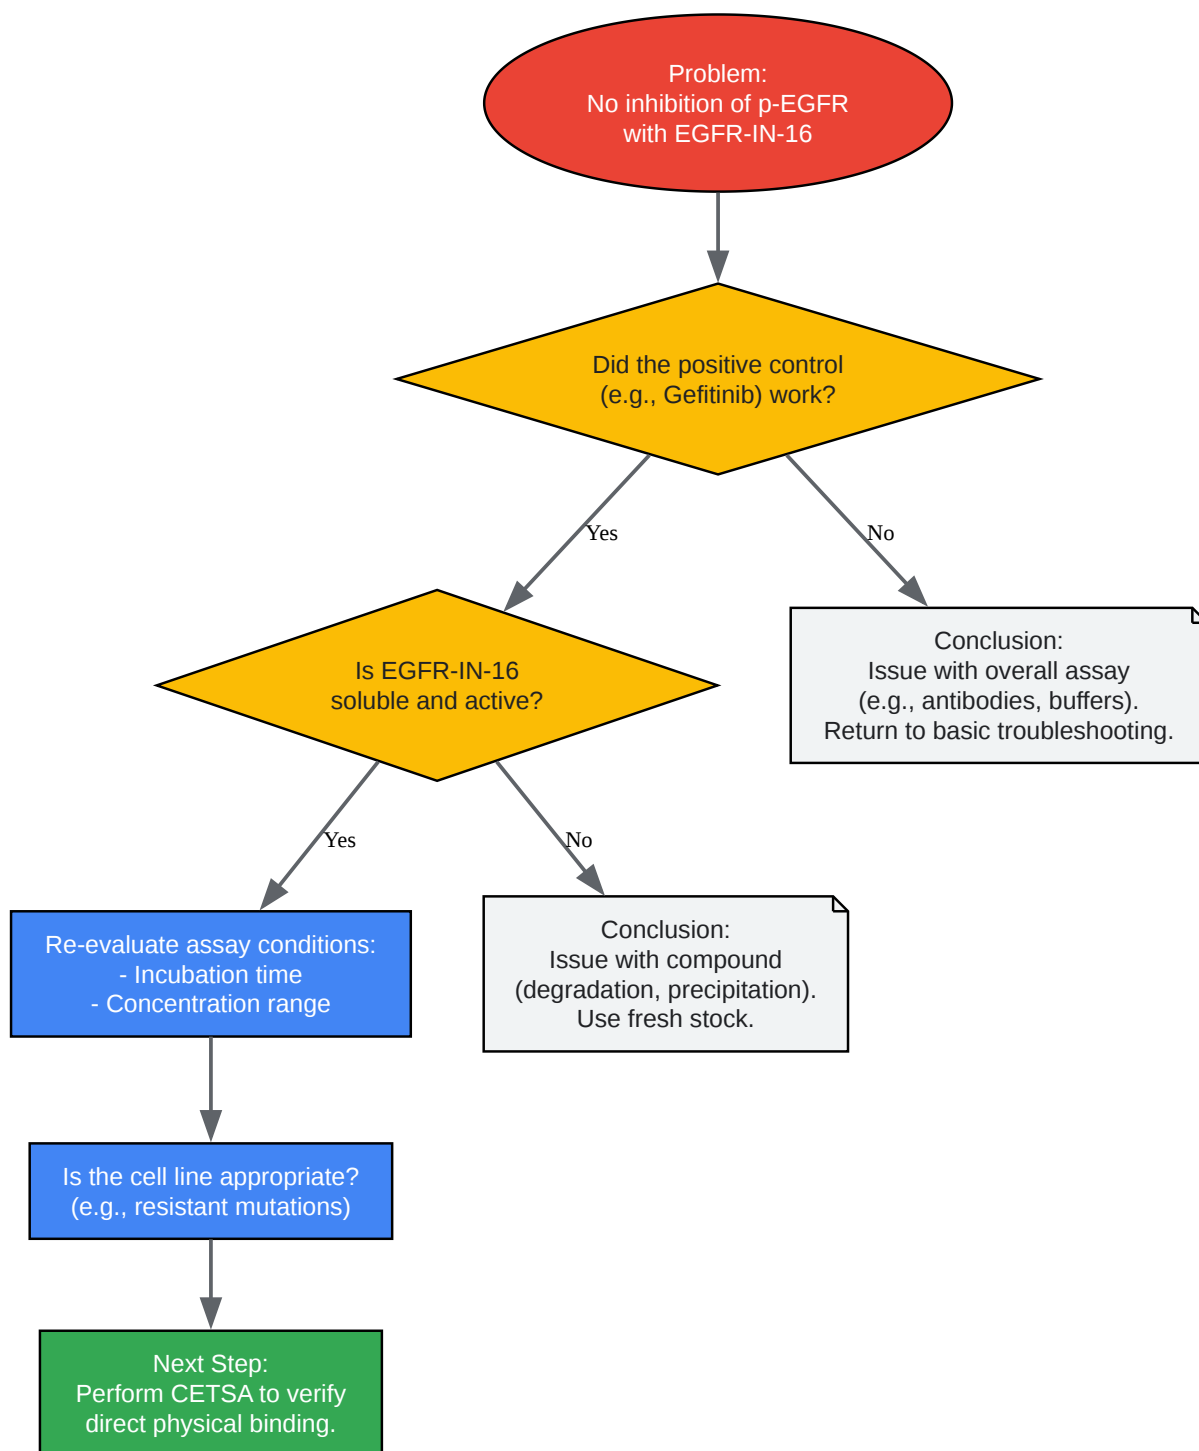 Problem:
No inhibition of p-EGFR
with EGFR-IN-16
Did the positive control
(e.g., Gefitinib) work?
Yes
No
Is EGFR-IN-16
soluble and active?
Conclusion:
Issue with overall assay
(e.g., antibodies, buffers).
Return to basic troubleshooting.
Yes
No
Re-evaluate assay conditions:
- Incubation time
- Concentration range
Conclusion:
Issue with compound
(degradation, precipitation).
Use fresh stock.
Is the cell line appropriate?
(e.g., resistant mutations)
Next Step:
Perform CETSA to verify
direct physical binding.